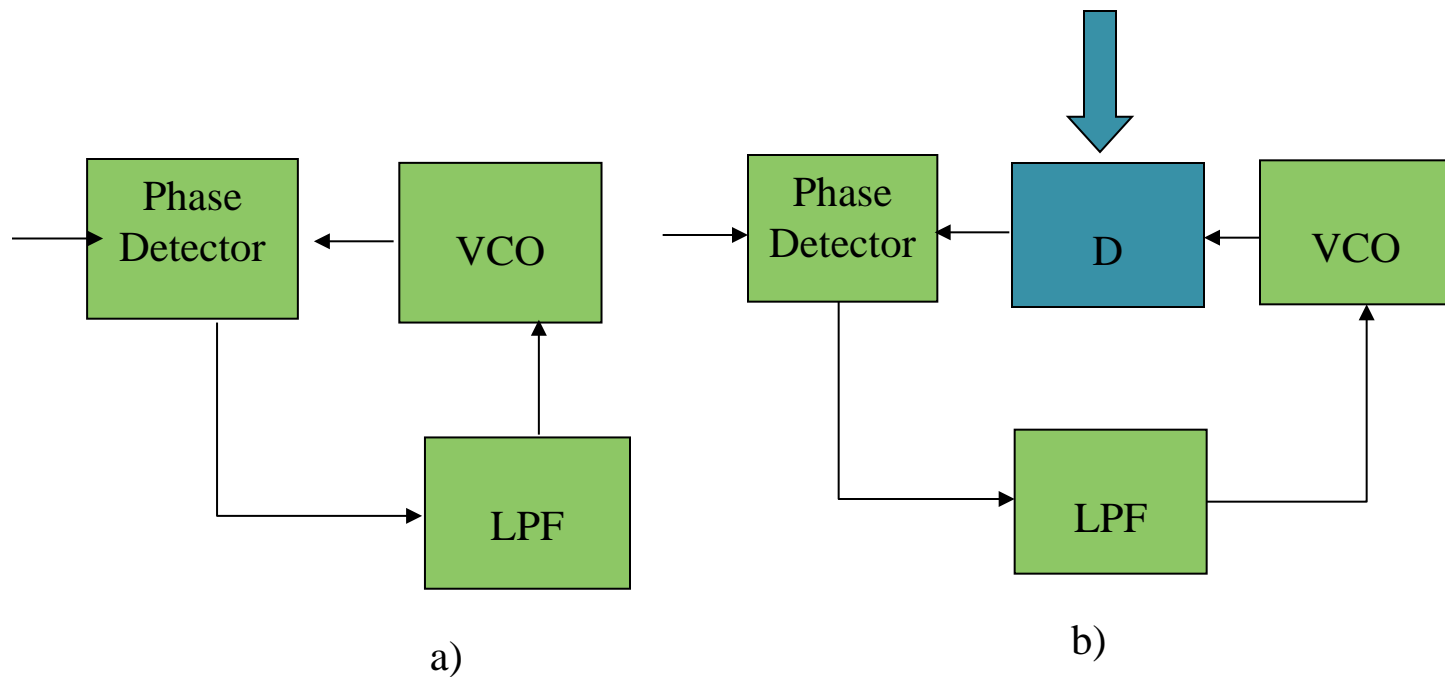 Phase
Detector
VCO
LPF
a)
Phase
Detector
D
VCO
LPF
b)